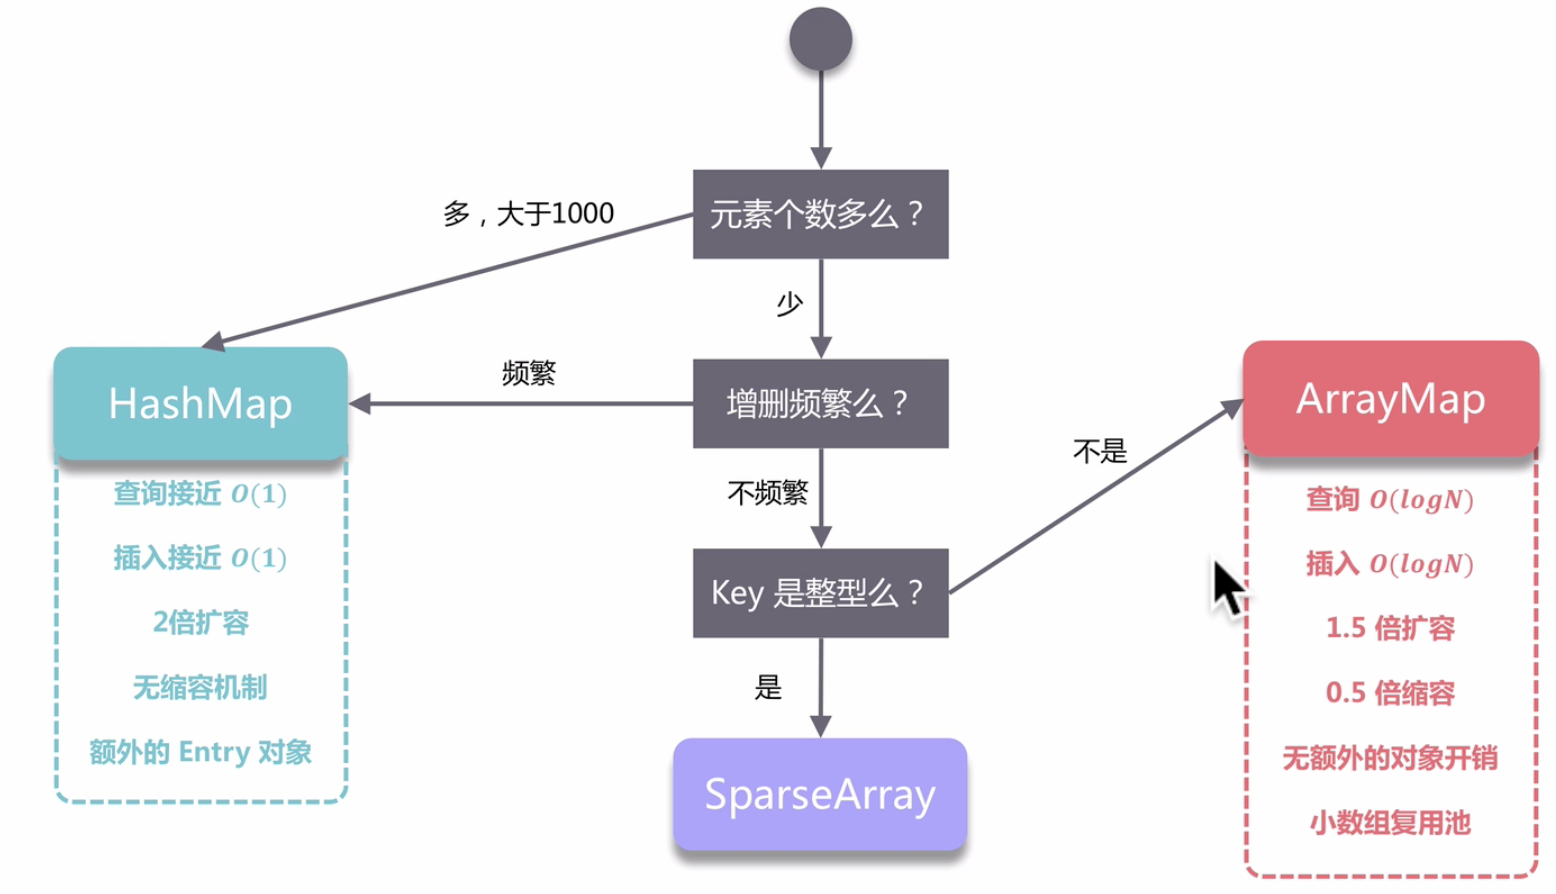 元素个数多么？
多，大于1000
少
HashMap
频繁
增删频繁么？
不频繁
Key 是整型么？
不是
是
SparseArray
ArrayMap
查询接近 O(1)
插入接近 O(1)
2倍扩容
无缩容机制
额外的 Entry 对象
查询 O(logN)
插入 O(logN)
1.5 倍扩容
0.5 倍缩容
无额外的对象开销
小数组复用池